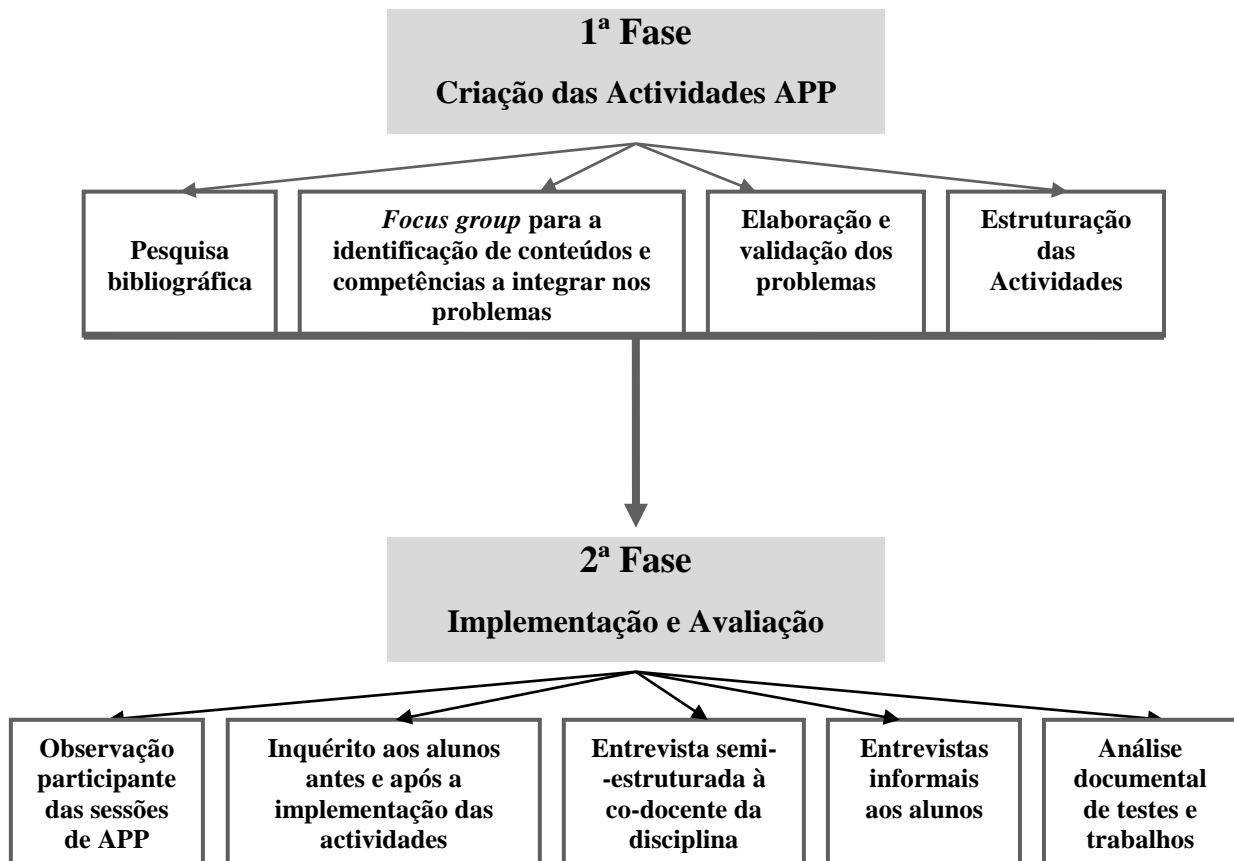 1ª Fase
Criação das Actividades APP
Pesquisa
bibliográfica
Focus group para a
identificação de conteúdos e
competências a integrar nos
problemas
Elaboração e
validação dos
problemas
Estruturação
das
Actividades
2ª Fase
Implementação e Avaliação
Observação
participante
das sessões
de APP
Inquérito aos alunos
antes e após a
implementação das
actividades
Entrevista semi-
-estruturada à
co-docente da
disciplina
Entrevistas
informais
aos alunos
Análise
documental
de testes e
trabalhos